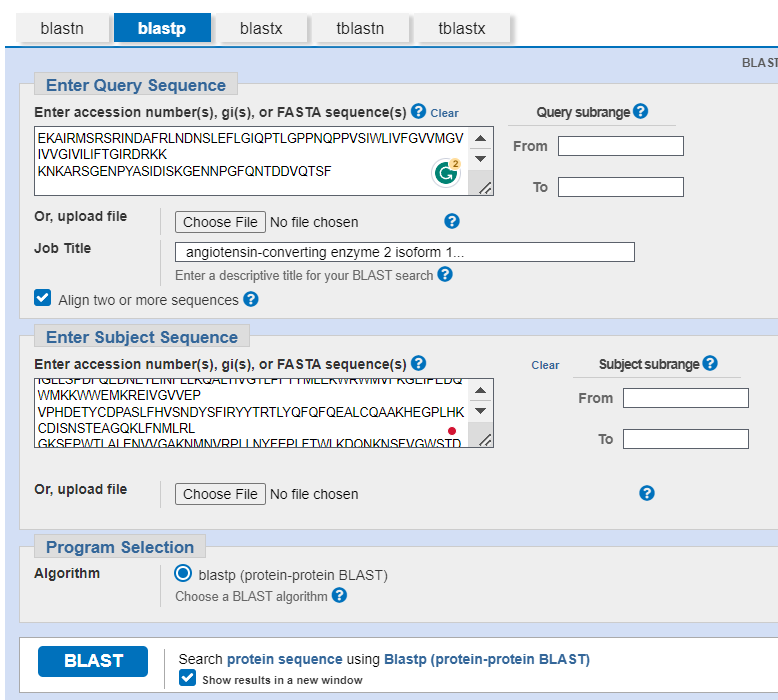 blastn blastp blastx tblastn tblastx
BLAST
Enter Query Sequence
Enter accession number(s), gi(s), or FASTA sequence(s) ? Clear Query subrange ?
EKAIRMSRSRINDAFRLNDNSLEFLGIQPTLGPPNQPPVSIWLIVFGVVMGV
IVVGIVILIFTGIRDRKK
KNKARSGENPYASIDISKGENNPGFQNTDDVQTSF
2
From
To
Or, upload file Choose File No file chosen ?
Job Title angiotensin-converting enzyme 2 isoform 1...
Enter a descriptive title for your BLAST search ?
Align two or more sequences ?
Enter Subject Sequence
Enter accession number(s), gi(s), or FASTA sequence(s) ? Clear Subject subrange ?
WMKKWWEMKREIVGVVEP
VPHDETYCDPASLFHVSNDYSFIRYYTRTLYQFQFQEALCQAAKHEGPLHK
CDISNSTEAGQKLFNMLRL
GKSEPWTLALENVVGAKNMNVRPLLNYFEPLFTWLKDQNKNSFVGWSTD
From
To
Or, upload file Choose File No file chosen ?
Program Selection
Algorithm blastp (protein-protein BLAST)
Choose a BLAST algorithm ?
BLAST Search protein sequence using Blastp (protein-protein BLAST)
Show results in a new window